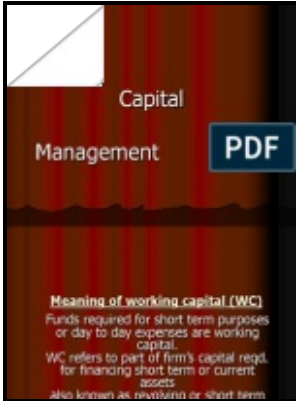 Capital
Management
PDF
Meaning of working capital (WC)
Funds required for short term purposes
or day to day expenses are working
capital.
WC refers to part of firm's capital reqd.
for financing short term or current
assets
also known as revolving or short term